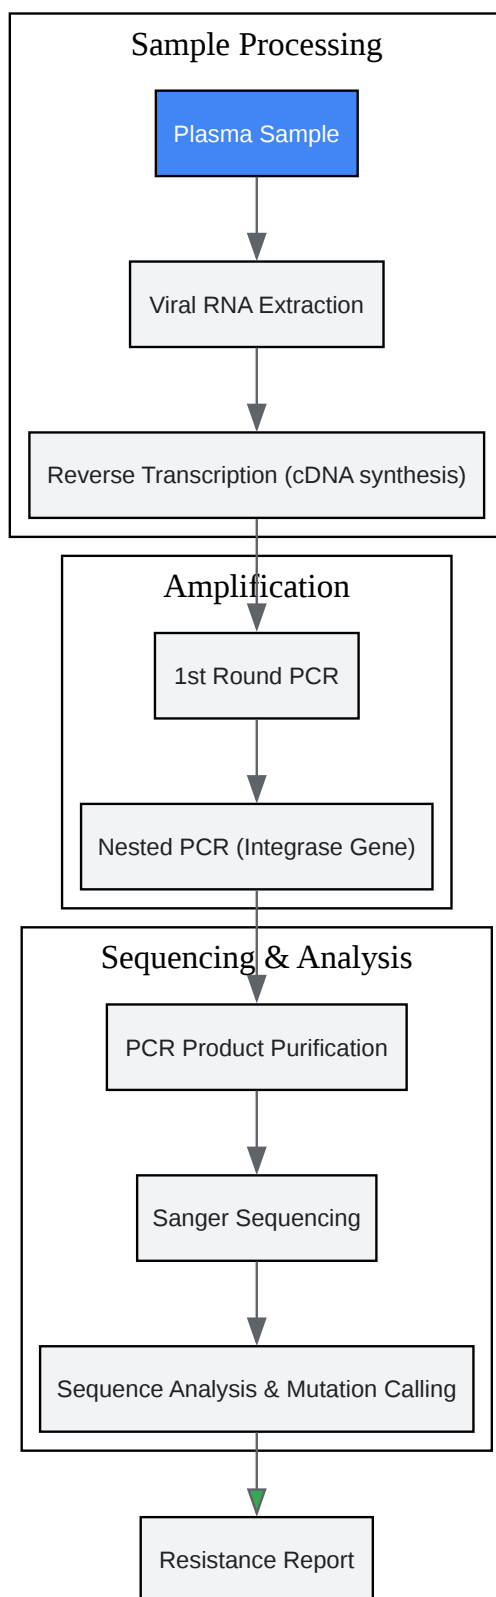 Sample Processing
Plasma Sample
Viral RNA Extraction
Reverse Transcription (cDNA synthesis)
Amplification
1st Round PCR
Nested PCR (Integrase Gene)
Sequencing & Analysis
PCR Product Purification
Sanger Sequencing
Sequence Analysis & Mutation Calling
Resistance Report